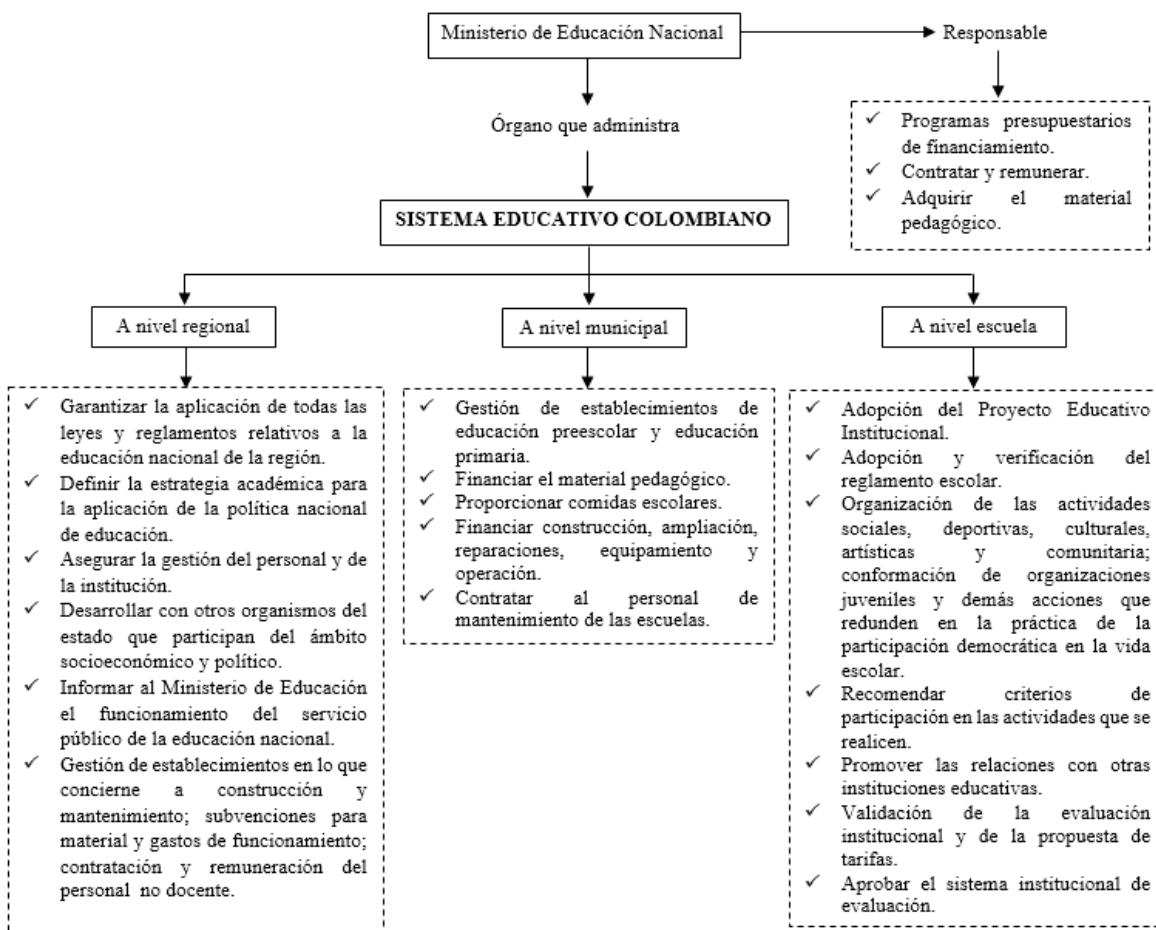 Ministerio de Educación Nacional
Responsable
Órgano que administra
✓ Programas presupuestarios
de financiamiento.
✓ Contratar y remunerar.
✓ Adquirir el material
pedagógico.
SISTEMA EDUCATIVO COLOMBIANO
A nivel regional
✓ Garantizar la aplicación de todas las
leyes y reglamentos relativos a la
educación nacional de la región.
✓ Definir la estrategia académica para
la aplicación de la política nacional
de educación.
✓ Asegurar la gestión del personal y de
la institución.
✓ Desarrollar con otros organismos del
estado que participan del ámbito
socioeconómico y político.
✓ Informar al Ministerio de Educación
el funcionamiento del servicio
público de la educación nacional.
✓ Gestión de establecimientos en lo que
concierne a construcción y
mantenimiento; subvenciones para
material y gastos de funcionamiento;
contratación y remuneración del
personal no docente.
A nivel municipal
✓ Gestión de establecimientos de
educación preescolar y educación
primaria.
✓ Financiar el material pedagógico.
✓ Proporcionar comidas escolares.
✓ Financiar construcción, ampliación,
reparaciones, equipamiento y
operación.
✓ Contratar al personal de
mantenimiento de las escuelas.
A nivel escuela
✓ Adopción del Proyecto Educativo
Institucional.
✓ Adopción y verificación del
reglamento escolar.
✓ Organización de las actividades
sociales, deportivas, culturales,
artísticas y comunitaria;
conformación de organizaciones
juveniles y demás acciones que
redunden en la práctica de la
participación democrática en la vida
escolar.
✓ Recomendar criterios de
participación en las actividades que se
realicen.
✓ Promover las relaciones con otras
instituciones educativas.
✓ Validación de la evaluación
institucional y de la propuesta de
tarifas.
✓ Aprobar el sistema institucional de
evaluación.